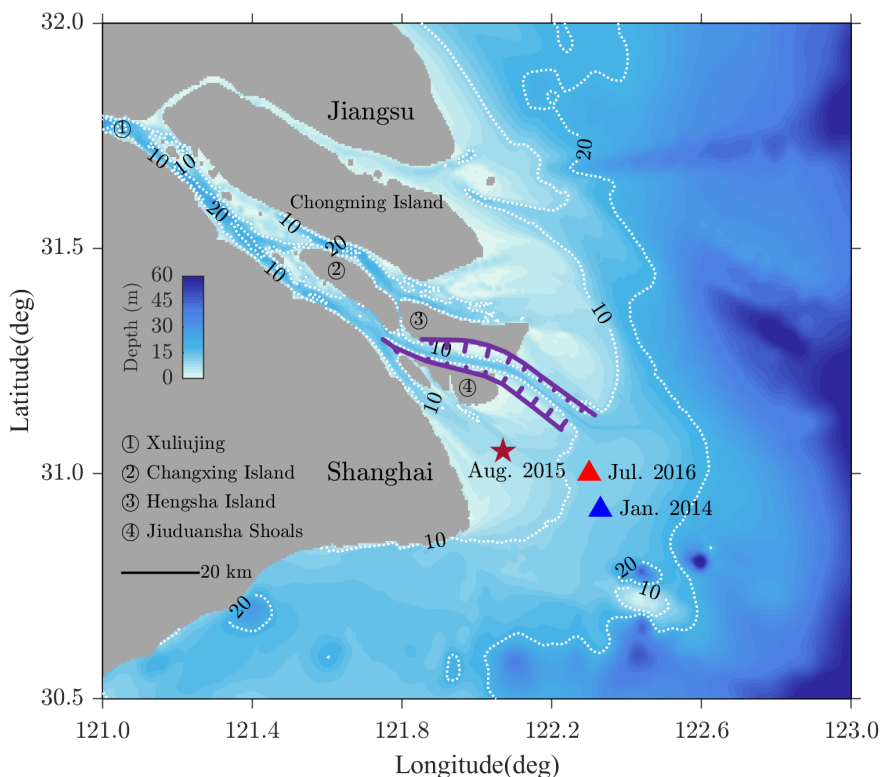 32.0
31.5
31.0
30.5
121.0
121.4
121.8
122.2
122.6
123.0
Latitude(deg)
Longitude(deg)
Jiangsu
①
10
10
20
20
Chongming Island
10
20
②
10
60
45
30
15
0
Depth (m)
③
10
10
④
10
① Xuliujing
② Changxing Island
③ Hengsha Island
④ Jiuduansha Shoals
Shanghai
Aug. 2015
Jul. 2016
Jan. 2014
10
20 km
20
20
10